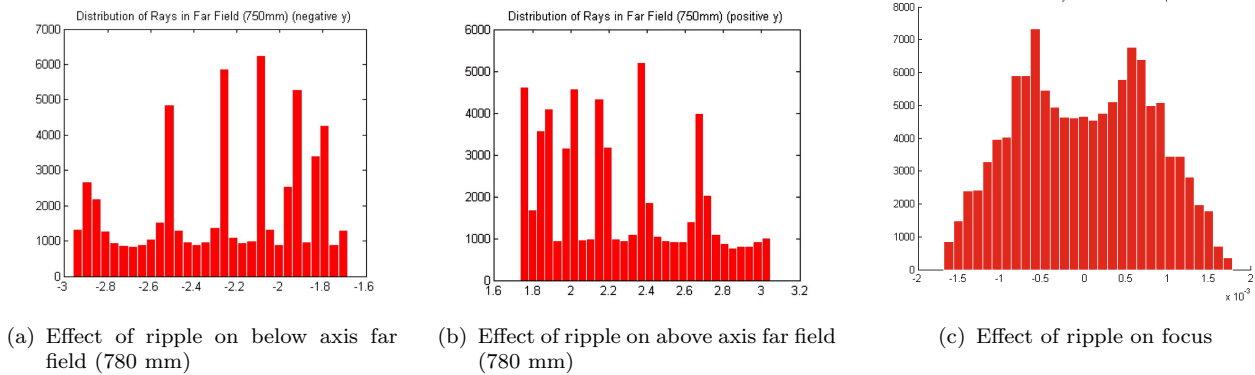 Distribution of Rays in Far Field (750mm) (negative y)
7000
6000
5000
4000
3000
2000
1000
0
-3 -2.8 -2.6 -2.4 -2.2 -2 -1.8 -1.6
(a) Effect of ripple on below axis far
field (780 mm)
Distribution of Rays in Far Field (750mm) (positive y)
6000
5000
4000
3000
2000
1000
0
1.6 1.8 2 2.2 2.4 2.6 2.8 3 3.2
(b) Effect of ripple on above axis far field
(780 mm)
8000
7000
6000
5000
4000
3000
2000
1000
0
-2 -1.5 -1 -0.5 0 0.5 1 1.5 2
x 10⁻³
(c) Effect of ripple on focus